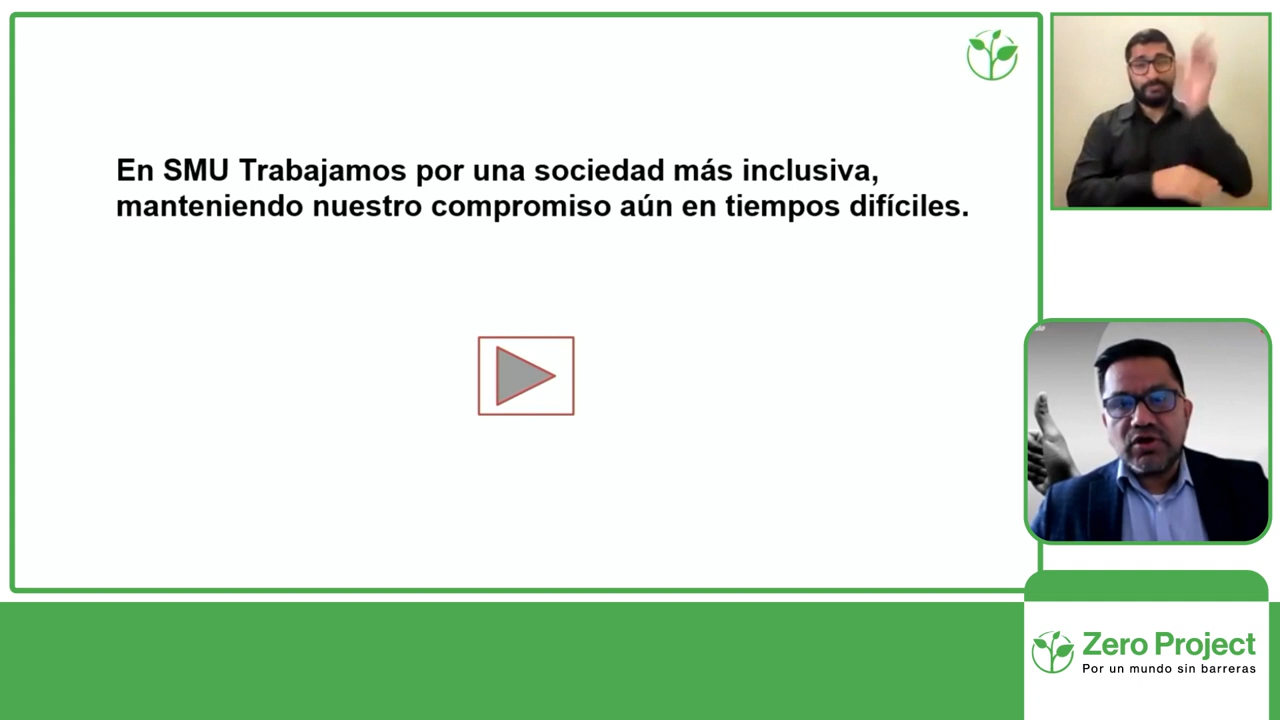 En SMU Trabajamos por una sociedad más inclusiva,
manteniendo nuestro compromiso aún en tiempos difíciles.
Zero Project
Por un mundo sin barreras